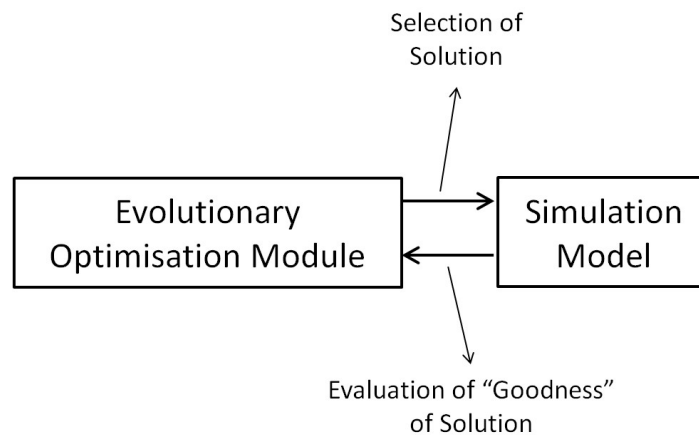 Selection of
Solution
Evolutionary
Optimisation Module
Simulation
Model
Evaluation of “Goodness”
of Solution